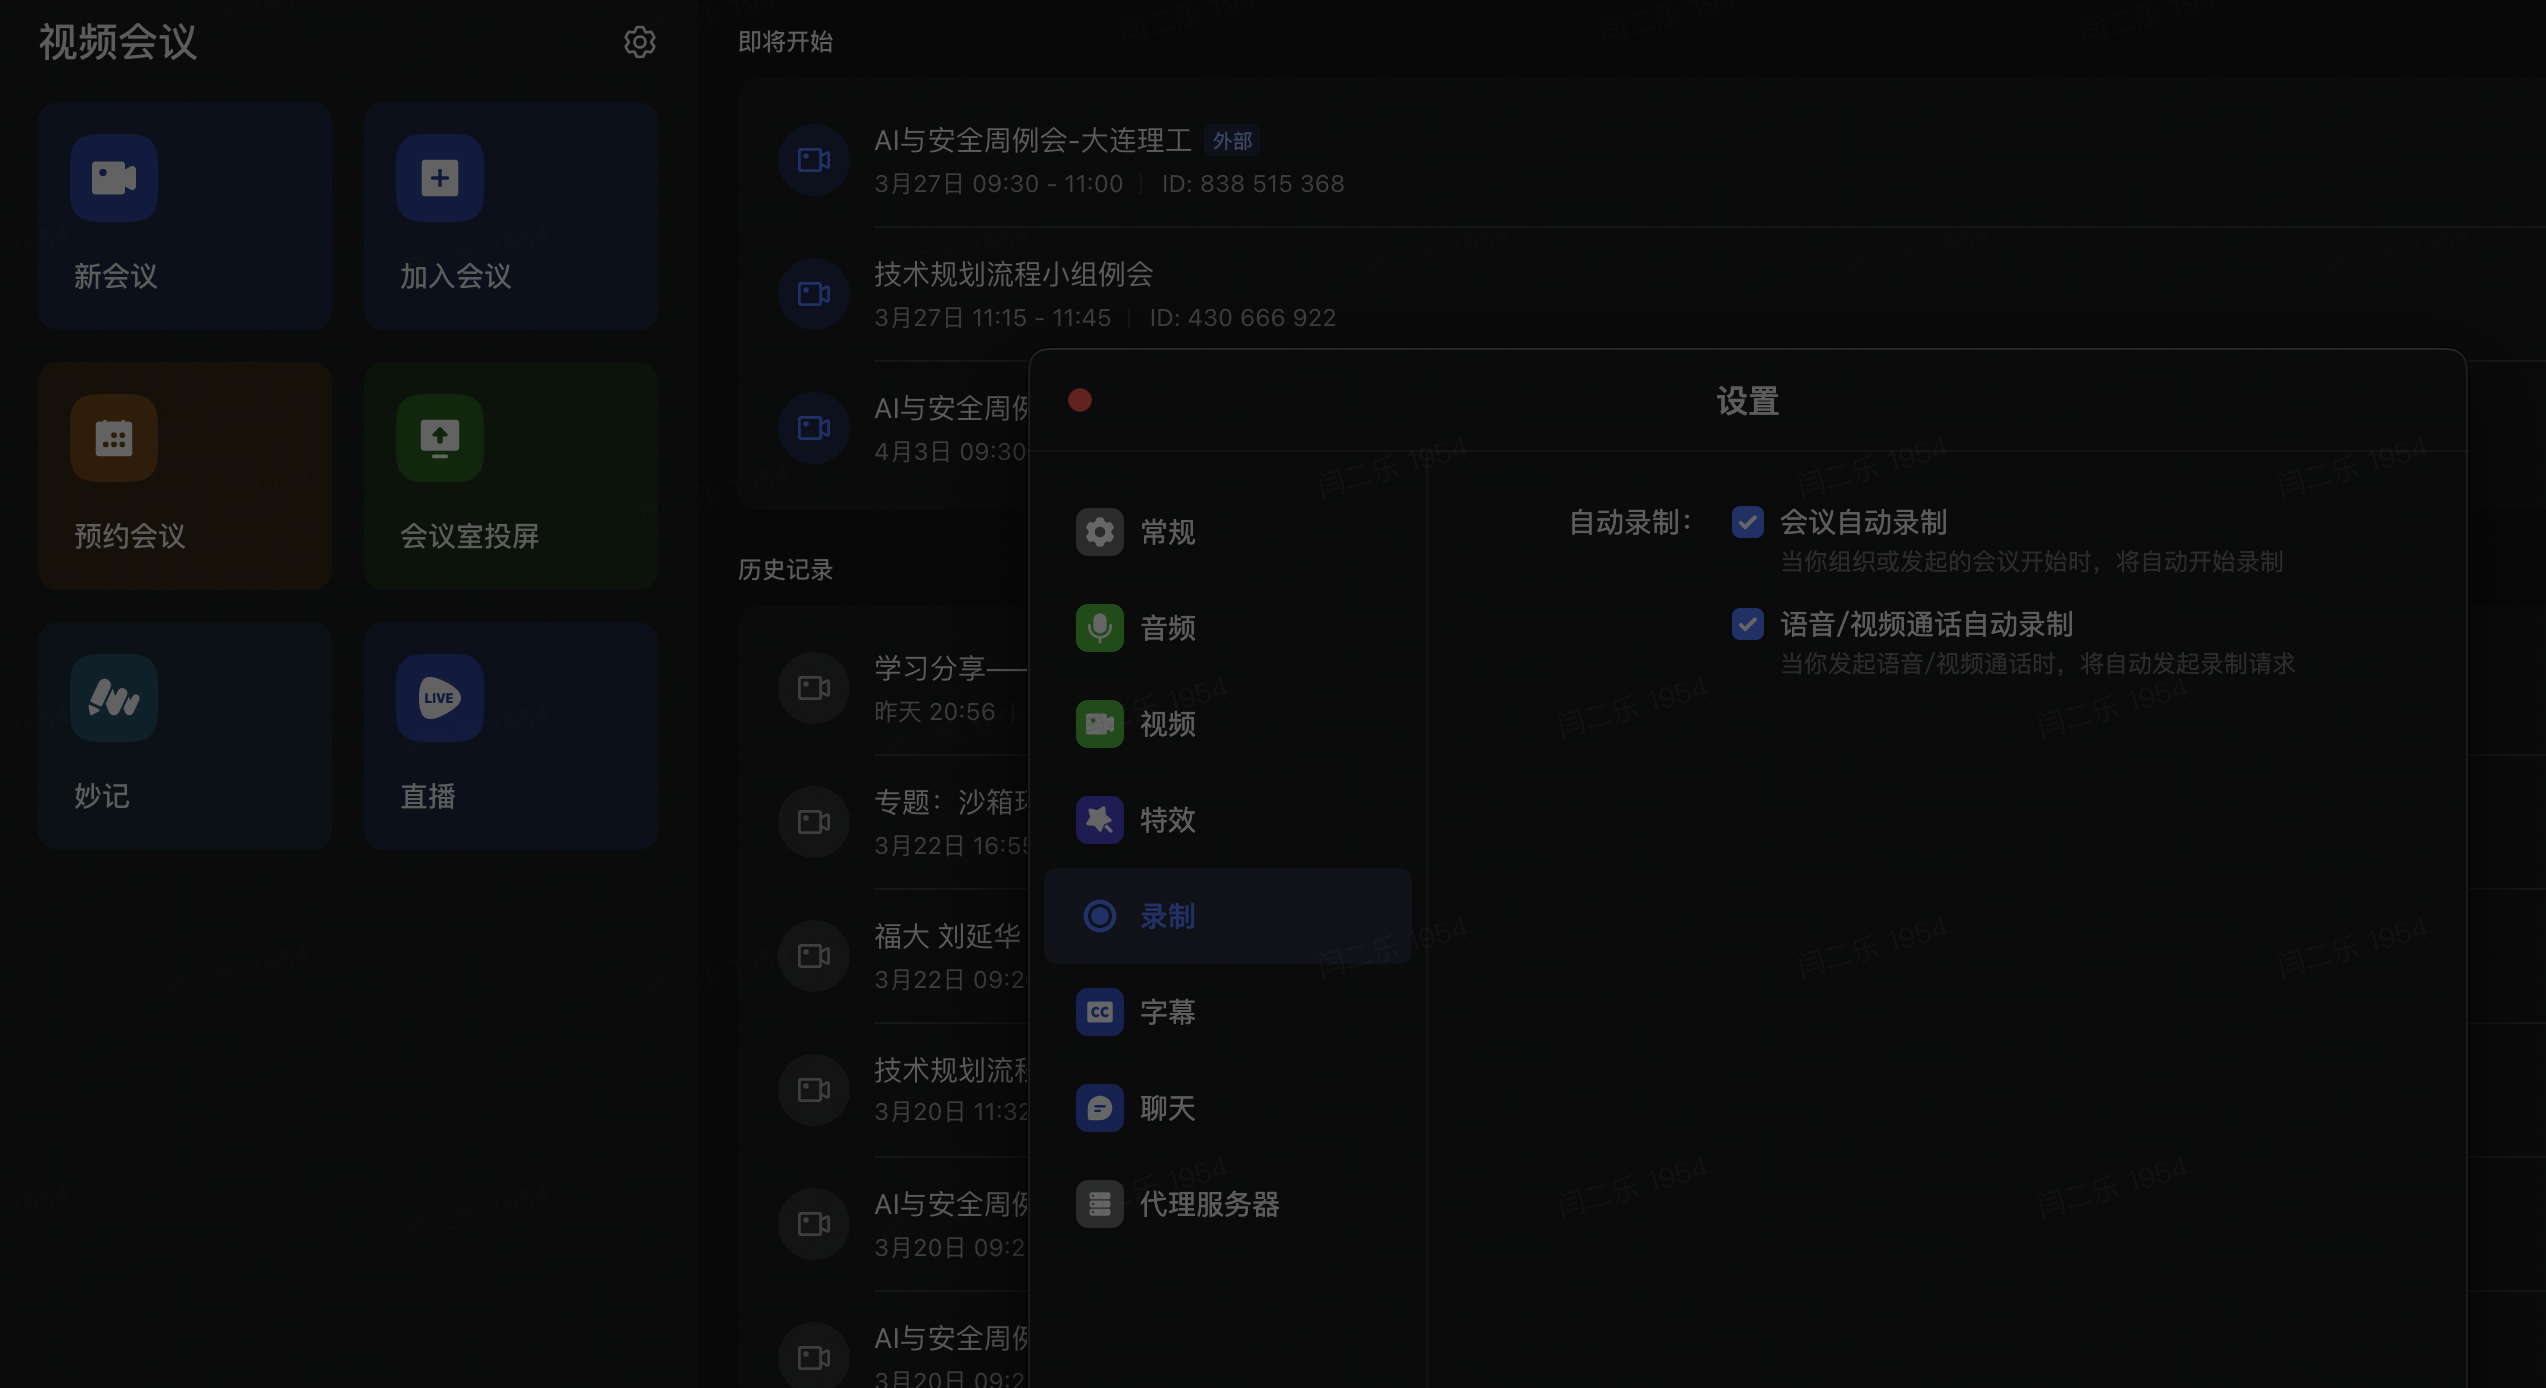 视频会议
新会议
加入会议
预约会议
会议室投屏
妙记
LIVE
直播
即将开始
AI与安全周例会-大连理工 外部
3月27日 09:30 - 11:00 | ID: 838 515 368
技术规划流程小组例会
3月27日 11:15 - 11:45 | ID: 430 666 922
AI与安全周例
4月3日 09:30
历史记录
学习分享——
昨天 20:56
专题：沙箱环
3月22日 16:55
福大 刘延华
3月22日 09:2
技术规划流程
3月20日 11:32
AI与安全周例
3月20日 09:2
AI与安全周例
3月20日 09:2
设置
常规
音频
视频
特效
录制
CC 字幕
聊天
代理服务器
自动录制： 会议自动录制
当你组织或发起的会议开始时，将自动开始录制
语音/视频通话自动录制
当你发起语音/视频通话时，将自动发起录制请求
闫二乐 1954